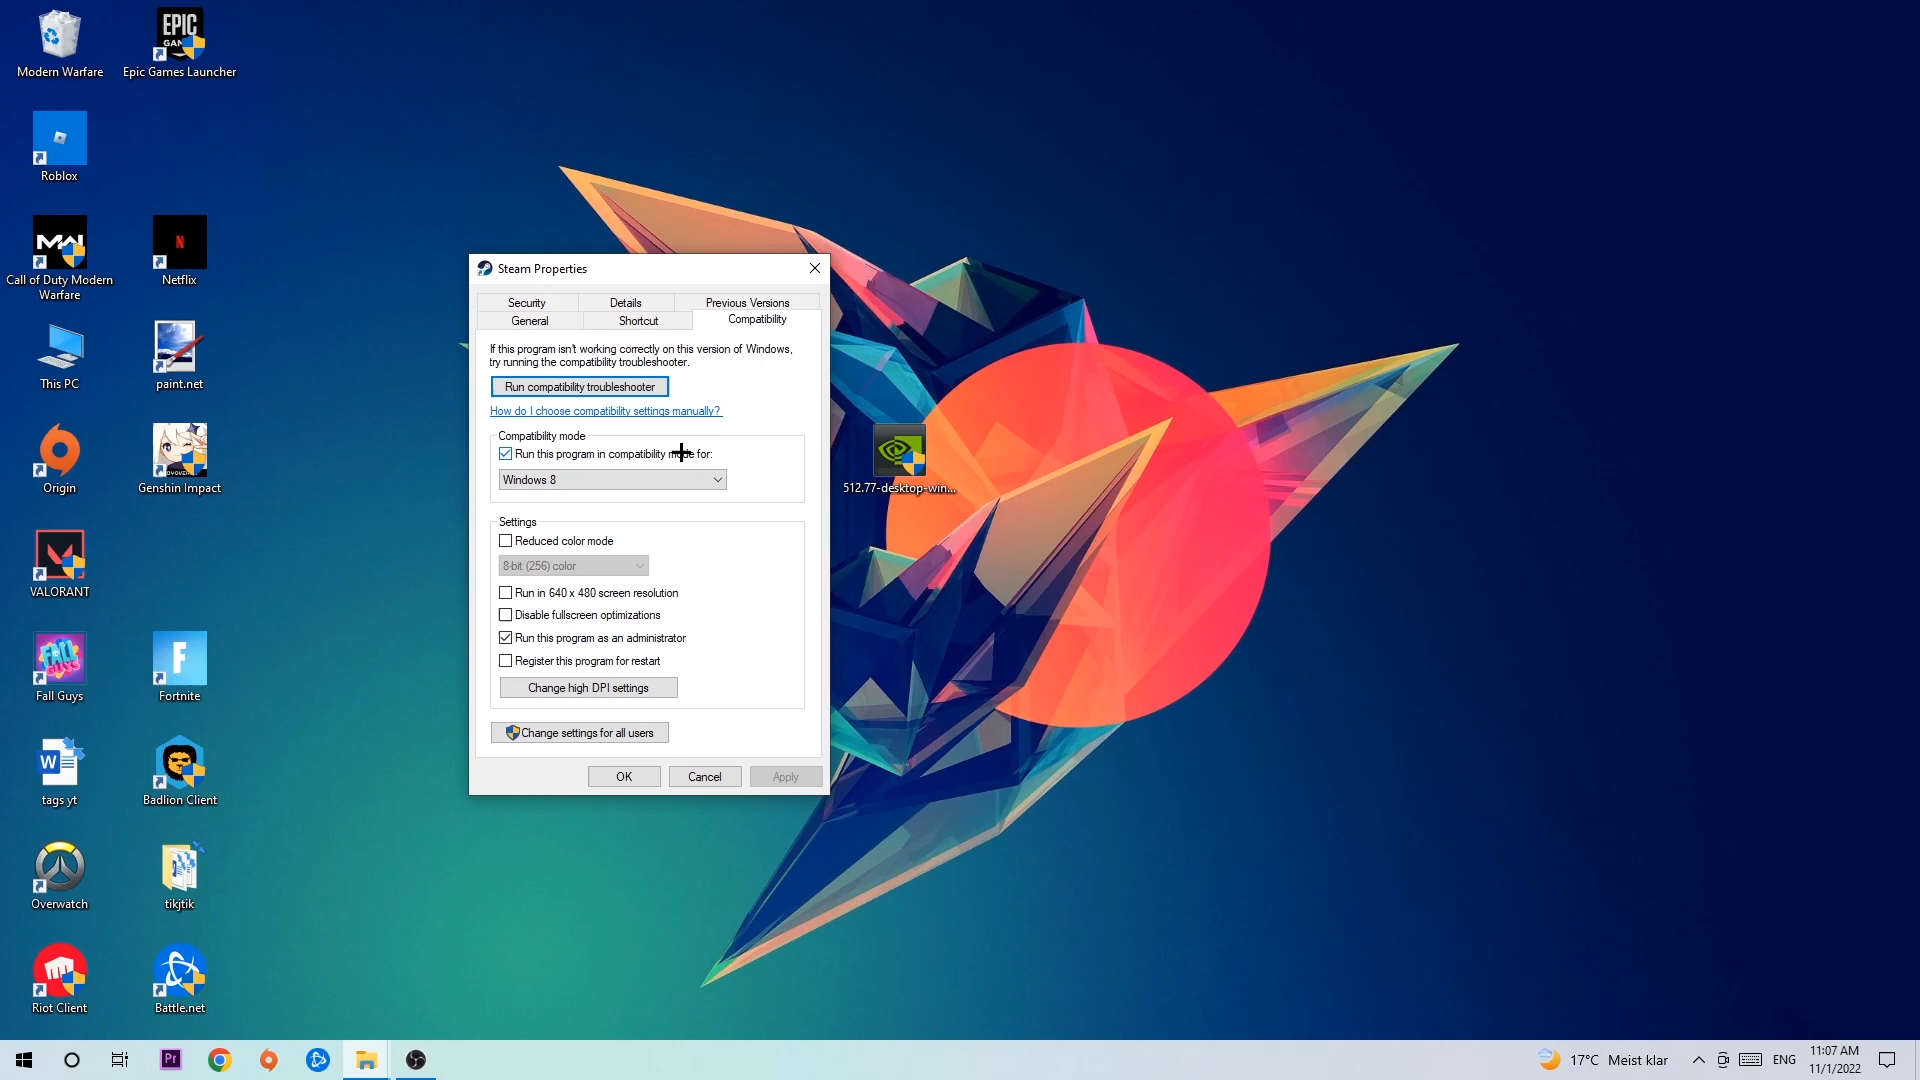 Modern Warfare
EPIC
GAM
Epic Games Launcher
Roblox
MW
Call of Duty Modern
Warfare
N
Netflix
This PC
paint.net
Origin
Genshin Impact
VALORANT
FALL
Fall Guys
F
Fortnite
W
tags yt
Badlion Client
Overwatch
tikjtik
Riot Client
Battle.net
Steam Properties
Security
Details
Previous Versions
General
Shortcut
Compatibility
If this program isn't working correctly on this version of Windows,
try running the compatibility troubleshooter.
Run compatibility troubleshooter
How do I choose compatibility settings manually?
Compatibility mode
Run this program in compatibility mode for:
Windows 8
Settings
Reduced color mode
8-bit (256) color
Run in 640 x 480 screen resolution
Disable fullscreen optimizations
Run this program as an administrator
Register this program for restart
Change high DPI settings
Change settings for all users
OK
Cancel
Apply
512.77-desktop-win...
Pr
17°C Meist klar
ENG
11:07 AM
11/1/2022